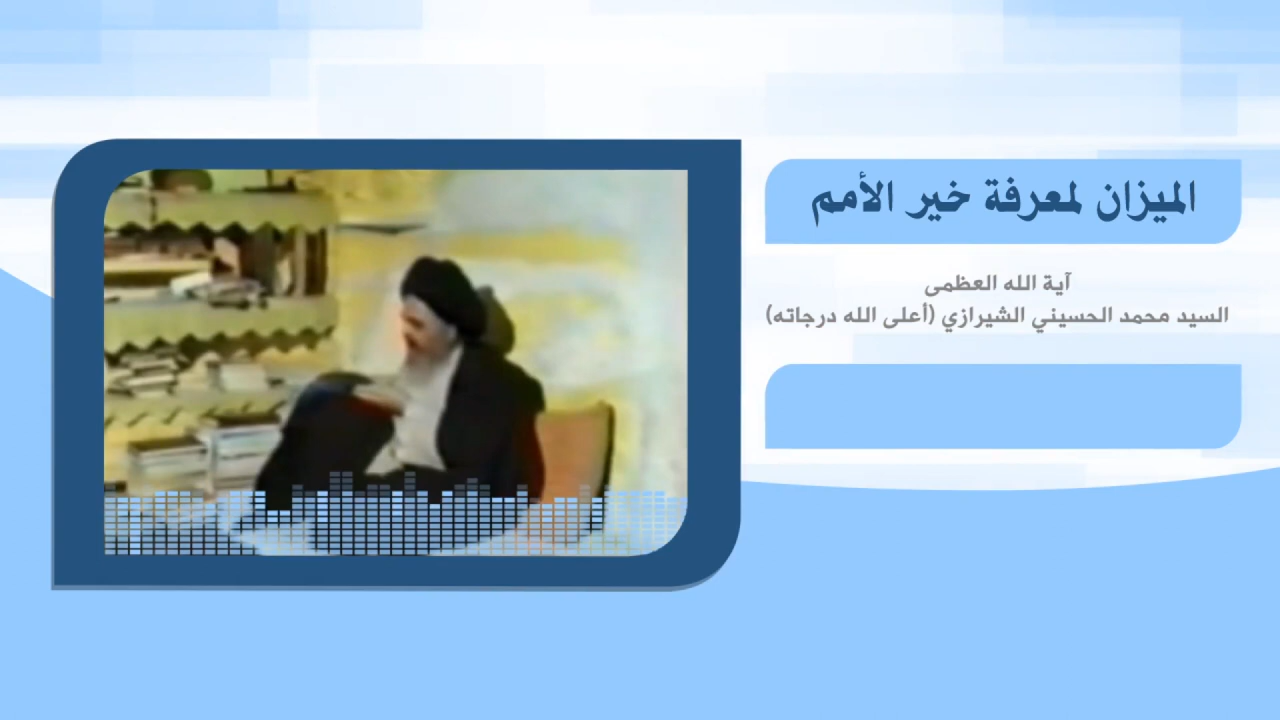 الميزان لمعرفة خير الأمم
آية الله العظمى
السيد محمد الحسيني الشيرازي (أعلى الله درجاته)